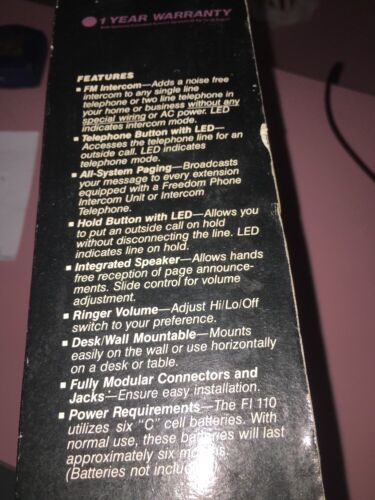 1 YEAR WARRANTY
FEATURES
▪ FM Intercom—Adds a noise free
intercom to any single line
telephone or two line telephone in
your home or business without any
special wiring or AC power. LED
indicates intercom mode.
▪ Telephone Button with LED—
Accesses the telephone line for an
outside call. LED indicates
telephone mode.
▪ All-System Paging—Broadcasts
your message to every extension
equipped with a Freedom Phone
Intercom Unit or Intercom
Telephone.
▪ Hold Button with LED—Allows you
to put an outside call on hold
without disconnecting the line. LED
indicates line on hold.
▪ Integrated Speaker—Allows hands
free reception of page announce-
ments. Slide control for volume
adjustment.
▪ Ringer Volume—Adjust Hi/Lo/Off
switch to your preference.
▪ Desk/Wall Mountable—Mounts
easily on the wall or use horizontally
on a desk or table.
▪ Fully Modular Connectors and
Jacks—Ensure easy installation.
▪ Power Requirements—The FI 110
utilizes six "C" cell batteries. With
normal use, these batteries will last
approximately six months.
(Batteries not included)